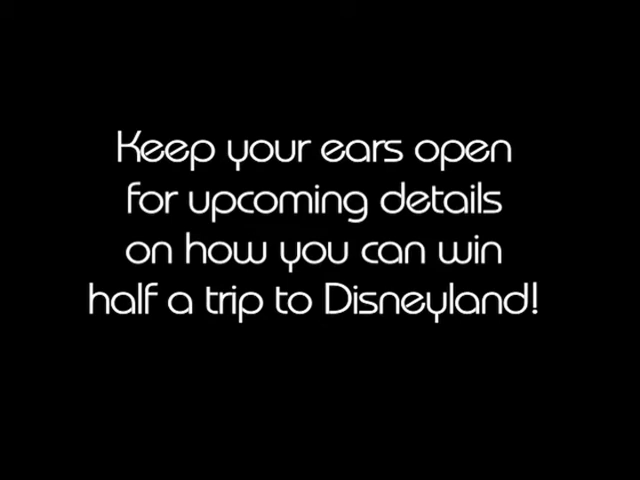 Keep your ears open
for upcoming details
on how you can win
half a trip to Disneyland!